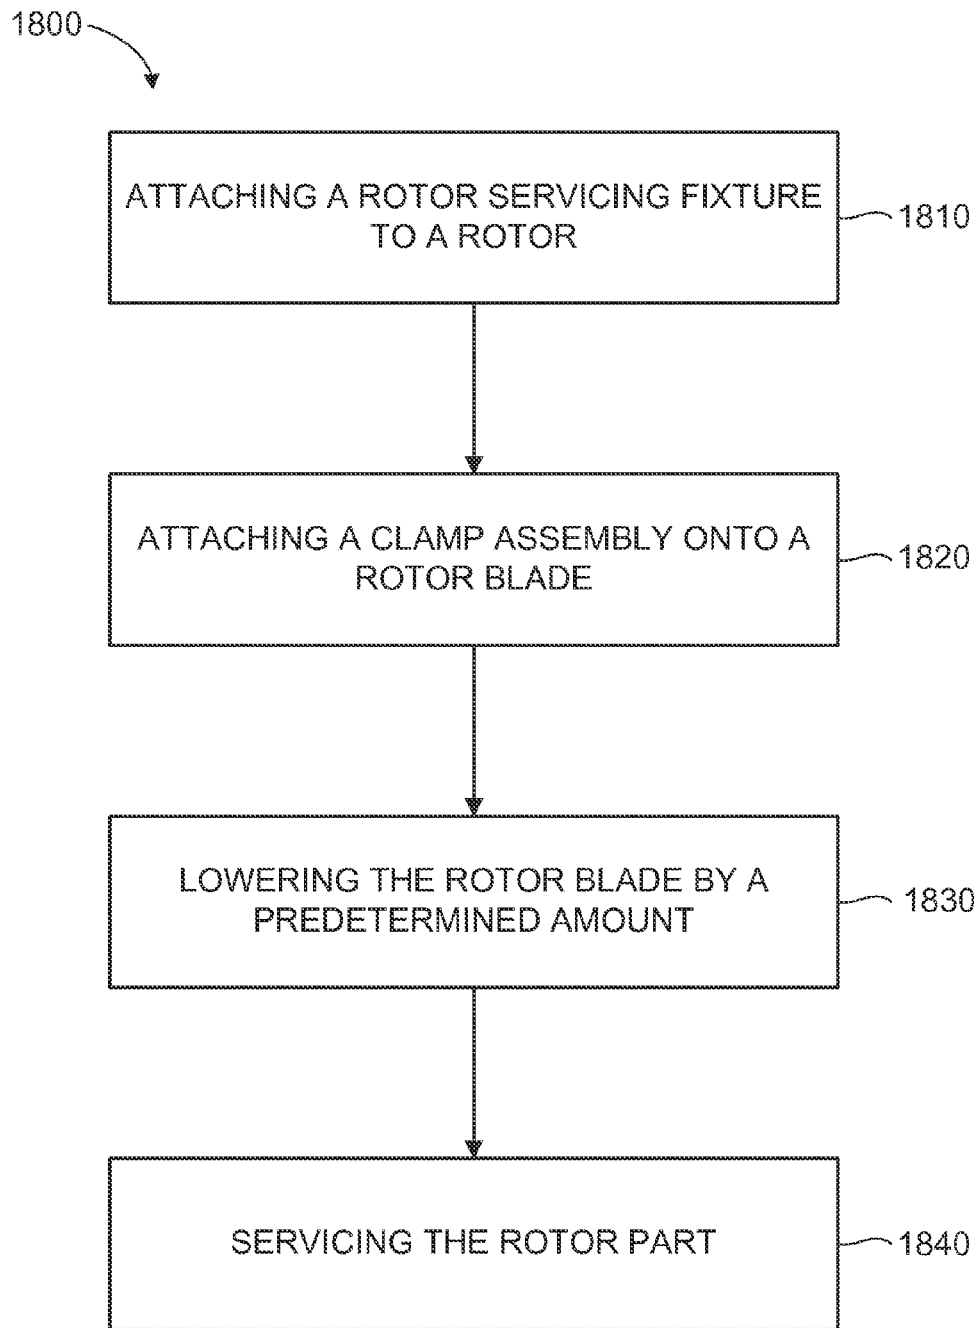 1800
ATTACHING A ROTOR SERVICING FIXTURE
TO A ROTOR
1810
ATTACHING A CLAMP ASSEMBLY ONTO A
ROTOR BLADE
1820
LOWERING THE ROTOR BLADE BY A
PREDETERMINED AMOUNT
1830
SERVICING THE ROTOR PART
1840